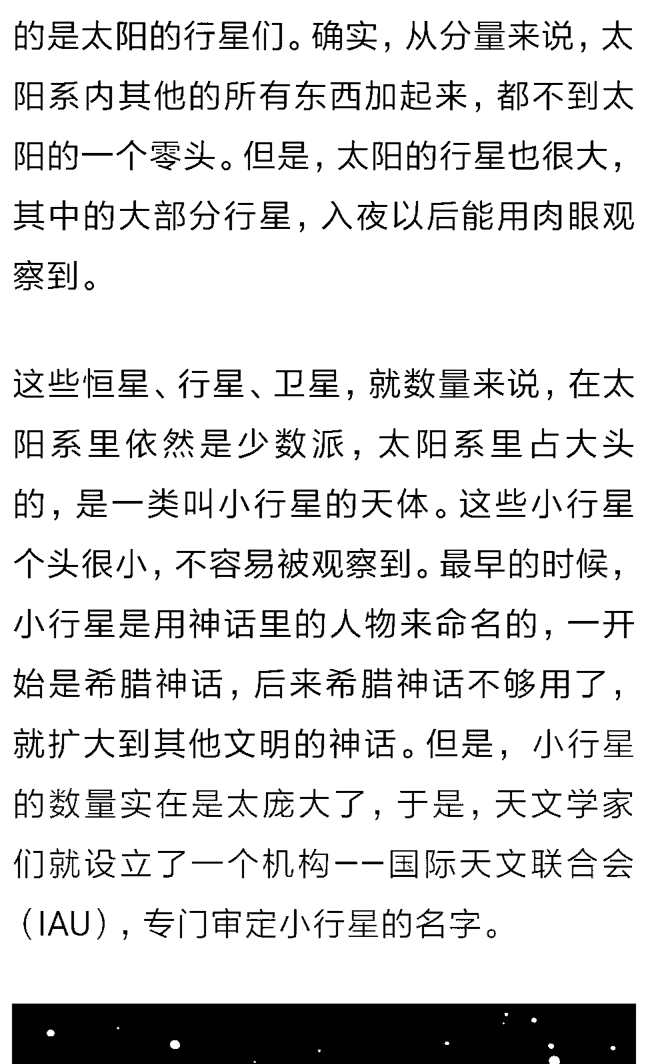 的是太阳的行星们。确实，从分量来说，太
阳系内其他的所有东西加起来，都不到太
阳的一个零头。但是，太阳的行星也很大，
其中的大部分行星，入夜以后能用肉眼观
察到。
这些恒星、行星、卫星，就数量来说，在太
阳系里依然是少数派，太阳系里占大头
的，是一类叫小行星的天体。这些小行星
个头很小，不容易被观察到。最早的时候，
小行星是用神话里的人物来命名的，一开
始是希腊神话，后来希腊神话不够用了，
就扩大到其他文明的神话。但是，小行星
的数量实在是太庞大了，于是，天文学家
们就设立了一个机构——国际天文联合会
（IAU），专门审定小行星的名字。